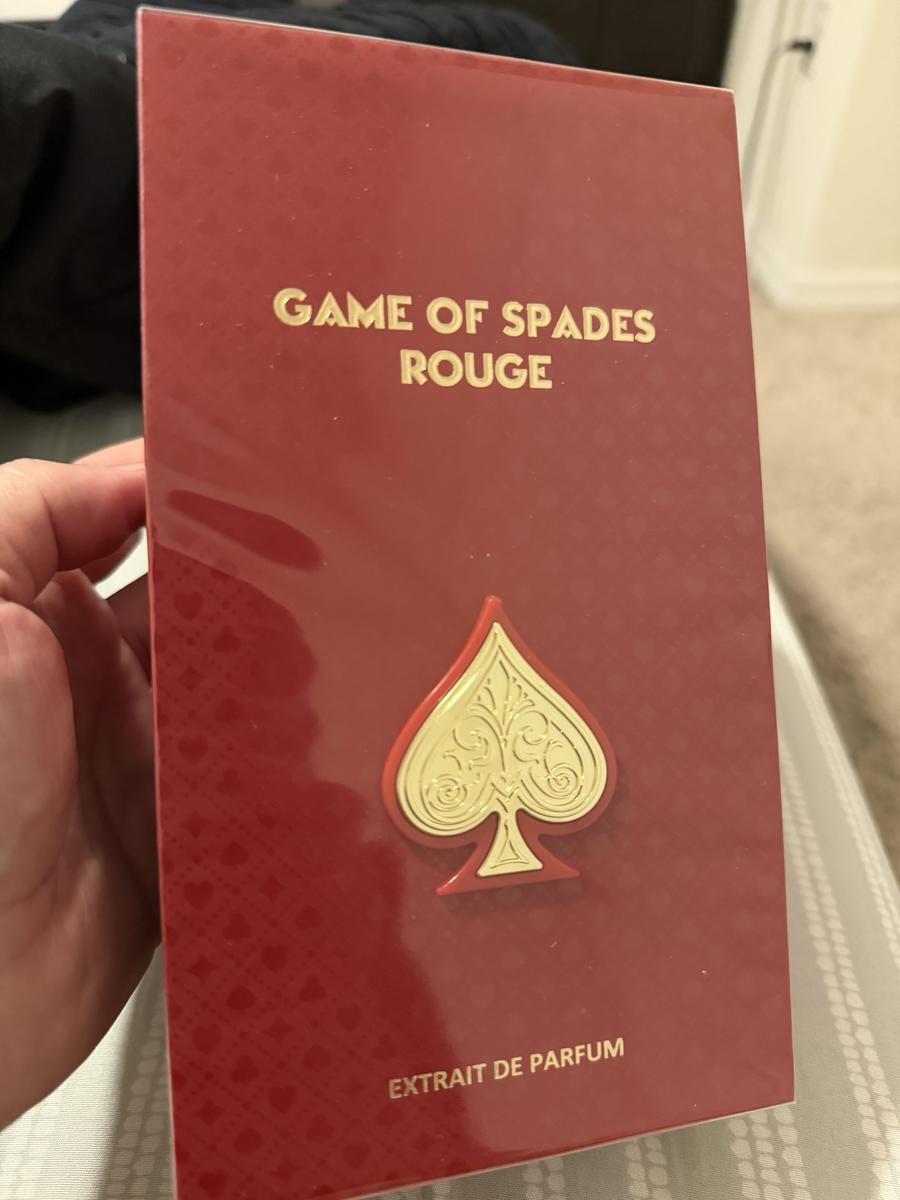 GAME OF SPADES
ROUGE
EXTRAIT DE PARFUM